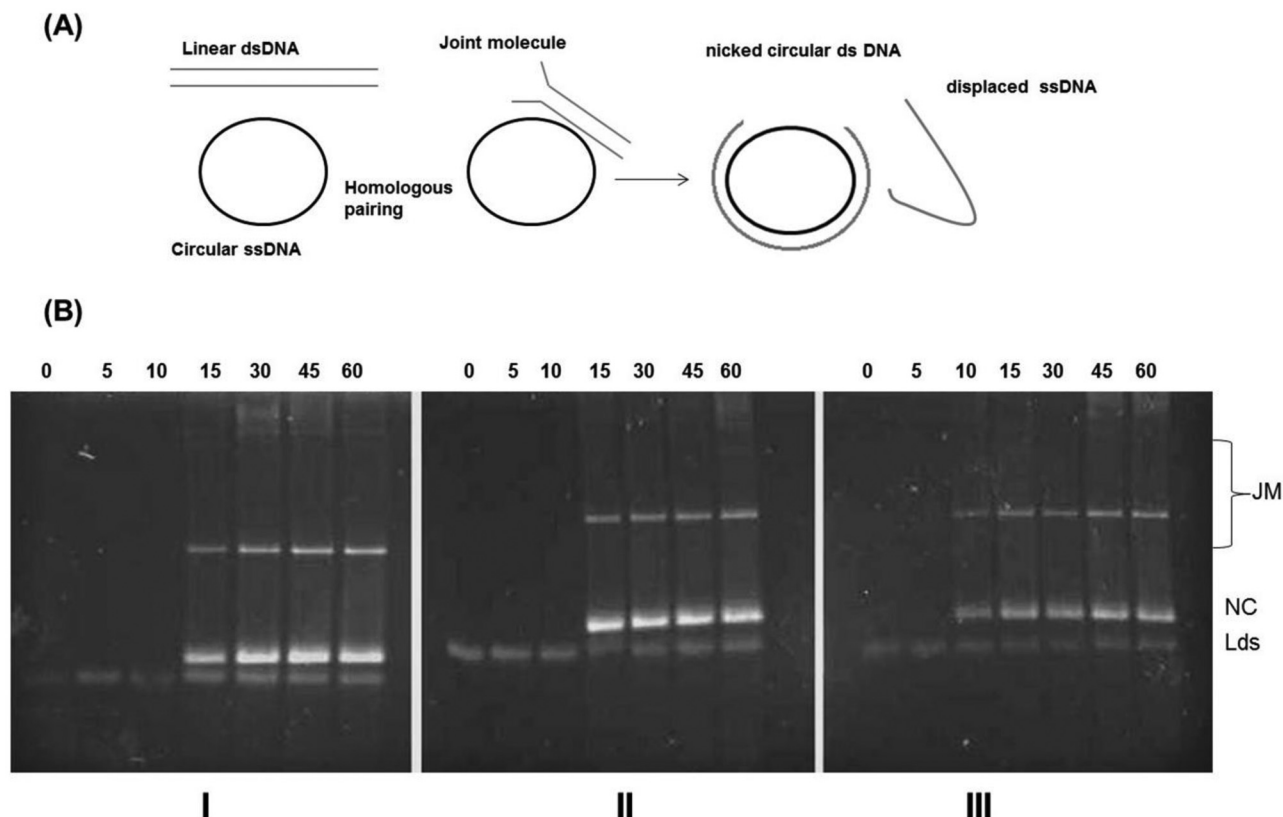 (A)
Linear dsDNA
Joint molecule
nicked circular ds DNA
displaced ssDNA
Homologous
pairing
Circular ssDNA
(B)
0 5 10 15 30 45 60 0 5 10 15 30 45 60 0 5 10 15 30 45 60
JM
NC
Lds
I II III